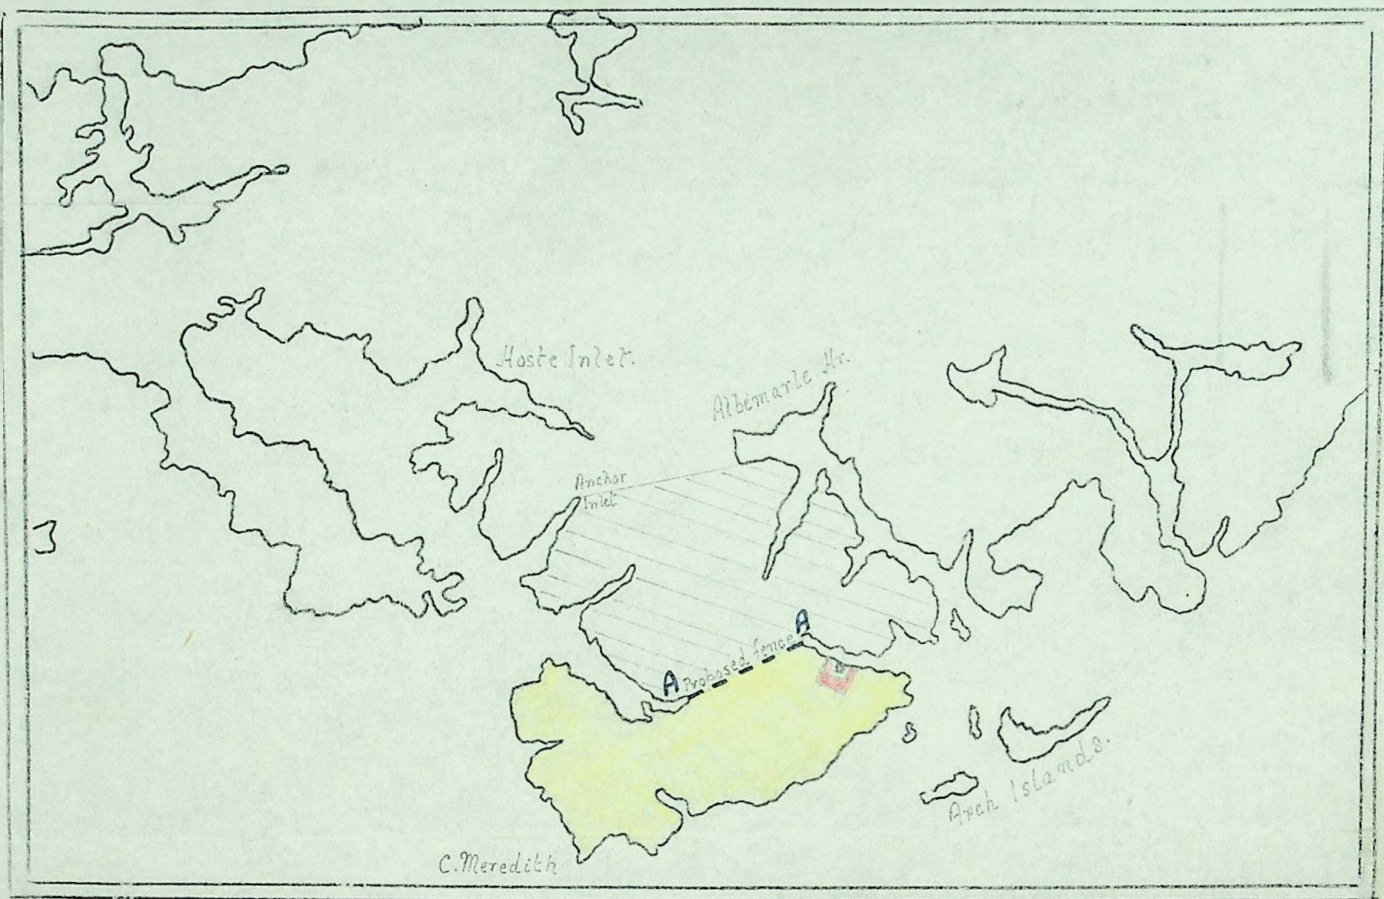 Hoste Inlet.
Albemarle Hr.
Anchor
Inlet
A Proposed fence A
B
Arch Islands.
C. Meredith